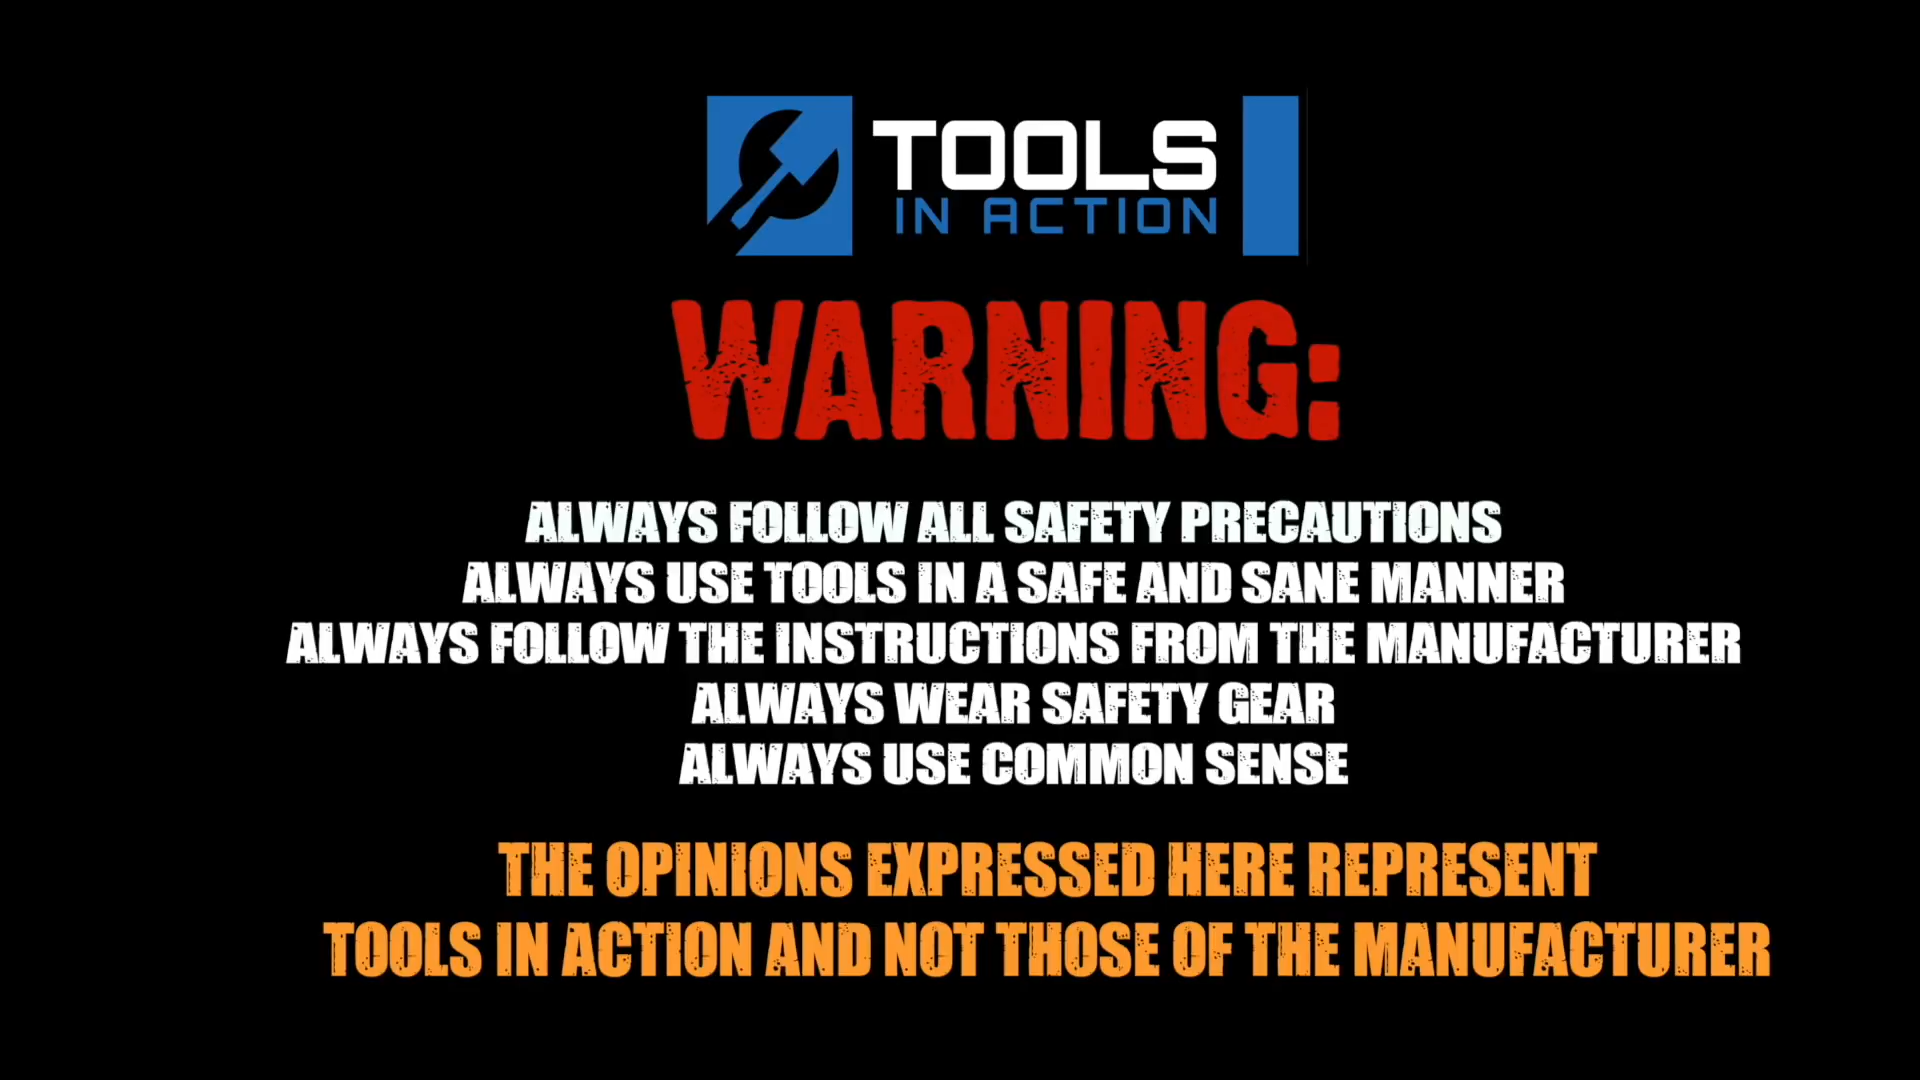 TOOLS
IN ACTION
WARNING:
ALWAYS FOLLOW ALL SAFETY PRECAUTIONS
ALWAYS USE TOOLS IN A SAFE AND SANE MANNER
ALWAYS FOLLOW THE INSTRUCTIONS FROM THE MANUFACTURER
ALWAYS WEAR SAFETY GEAR
ALWAYS USE COMMON SENSE
THE OPINIONS EXPRESSED HERE REPRESENT
TOOLS IN ACTION AND NOT THOSE OF THE MANUFACTURER